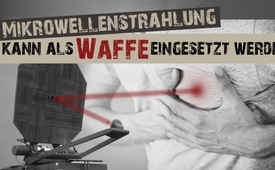 MIKROWELLENSTRAHLUNG
KANN ALS WAFFE EINGESETZT WERDE